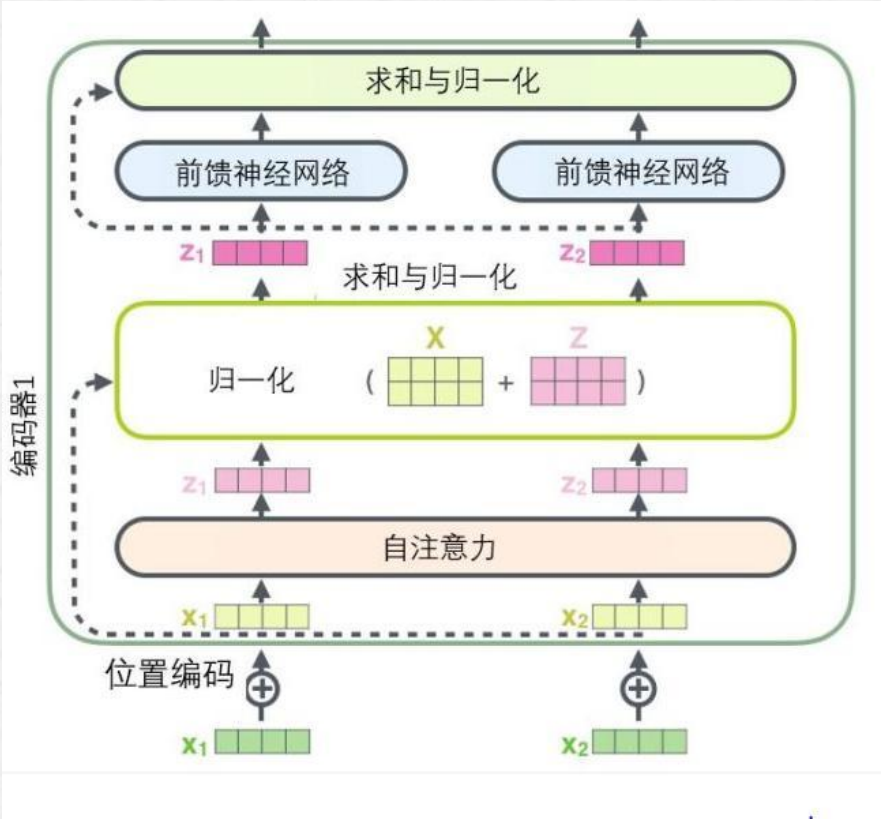 求和与归一化
前馈神经网络 前馈神经网络
z1 z2
求和与归一化
X Z
归一化 ( + )
编码器1
z1 z2
自注意力
x1 x2
位置编码
x1 x2